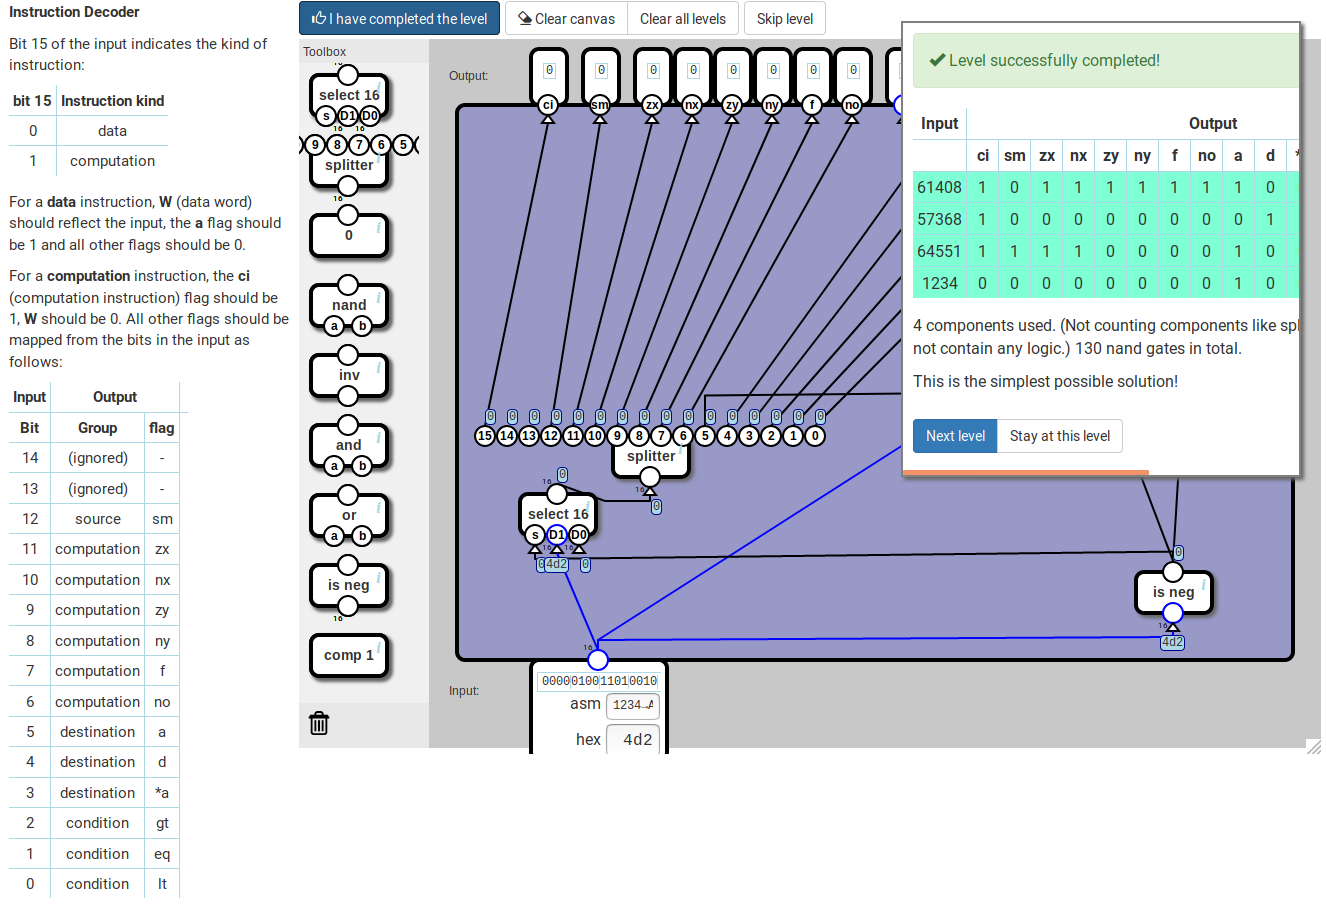 Instruction Decoder
Bit 15 of the input indicates the kind of
instruction:
bit 15 Instruction kind
0 data
1 computation
For a data instruction, W (data word)
should reflect the input, the a flag should
be 1 and all other flags should be 0.
For a computation instruction, the ci
(computation instruction) flag should be
1, W should be 0. All other flags should be
mapped from the bits in the input as
follows:
Input Output
Bit Group flag
14 (ignored) -
13 (ignored) -
12 source sm
11 computation zx
10 computation nx
9 computation zy
8 computation ny
7 computation f
6 computation no
5 destination a
4 destination d
3 destination *a
2 condition gt
1 condition eq
0 condition lt
I have completed the level
Clear canvas
Clear all levels
Skip level
Toolbox
16
select 16
s D1 D0
16 16
9 8 7 6 5
splitter
16
0
nand
a b
inv
and
a b
or
a b
is neg
16
comp 1
Output:
0 0 0 0 0 0 0 0
ci sm zx nx zy ny f no
0 0 0 0 0 0 0 0 0 0 0 0 0 0 0 0
15 14 13 12 11 10 9 8 7 6 5 4 3 2 1 0
splitter
16
0
0
16
select 16
s D1 D0
16 16
0 4d2 0
0
is neg
16
4d2
16
Input:
0000010011010010
asm 1234→A
hex 4d2
Level successfully completed!
Input Output
ci sm zx nx zy ny f no a d *
61408 1 0 1 1 1 1 1 1 1 0
57368 1 0 0 0 0 0 0 0 0 1
64551 1 1 1 1 0 0 0 0 1 0
1234 0 0 0 0 0 0 0 0 1 0
4 components used. (Not counting components like spl
not contain any logic.) 130 nand gates in total.
This is the simplest possible solution!
Next level
Stay at this level